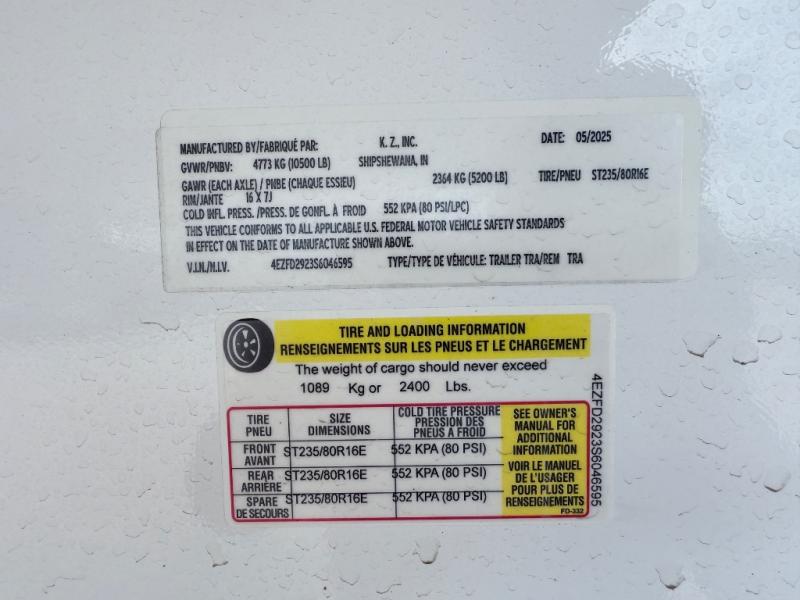 MANUFACTURED BY/FABRIQUÉ PAR: K. Z., INC. DATE: 05/2025
GVWR/PNBV: 4773 KG (10500 LB) SHIPSHEWANA, IN
GAWR (EACH AXLE) / PNBE (CHAQUE ESSIEU) 2364 KG (5200 LB) TIRE/PNEU ST235/80R16E
RIM/JANTE 16 X 7J
COLD INFL. PRESS. /PRESS. DE GONFL. À FROID 552 KPA (80 PSI/LPC)
THIS VEHICLE CONFORMS TO ALL APPLICABLE U.S. FEDERAL MOTOR VEHICLE SAFETY STANDARDS
IN EFFECT ON THE DATE OF MANUFACTURE SHOWN ABOVE.
V.I.N./N.I.V. 4EZFD2923S6046595 TYPE/TYPE DE VÉHICULE: TRAILER TRA/REM TRA
TIRE AND LOADING INFORMATION
RENSEIGNEMENTS SUR LES PNEUS ET LE CHARGEMENT
The weight of cargo should never exceed
1089 Kg or 2400 Lbs.
TIRE
PNEU
SIZE
DIMENSIONS
COLD TIRE PRESSURE
PRESSION DES
PNEUS A FROID
FRONT
AVANT
ST235/80R16E
552 KPA (80 PSI)
REAR
ARRIÈRE
ST235/80R16E
552 KPA (80 PSI)
SPARE
DE SECOURS
ST235/80R16E
552 KPA (80 PSI)
SEE OWNER'S
MANUAL FOR
ADDITIONAL
INFORMATION
VOIR LE MANUEL
DE L'USAGER
POUR PLUS DE
RENSEIGNEMENTS
FD-332
4EZFD2923S6046595